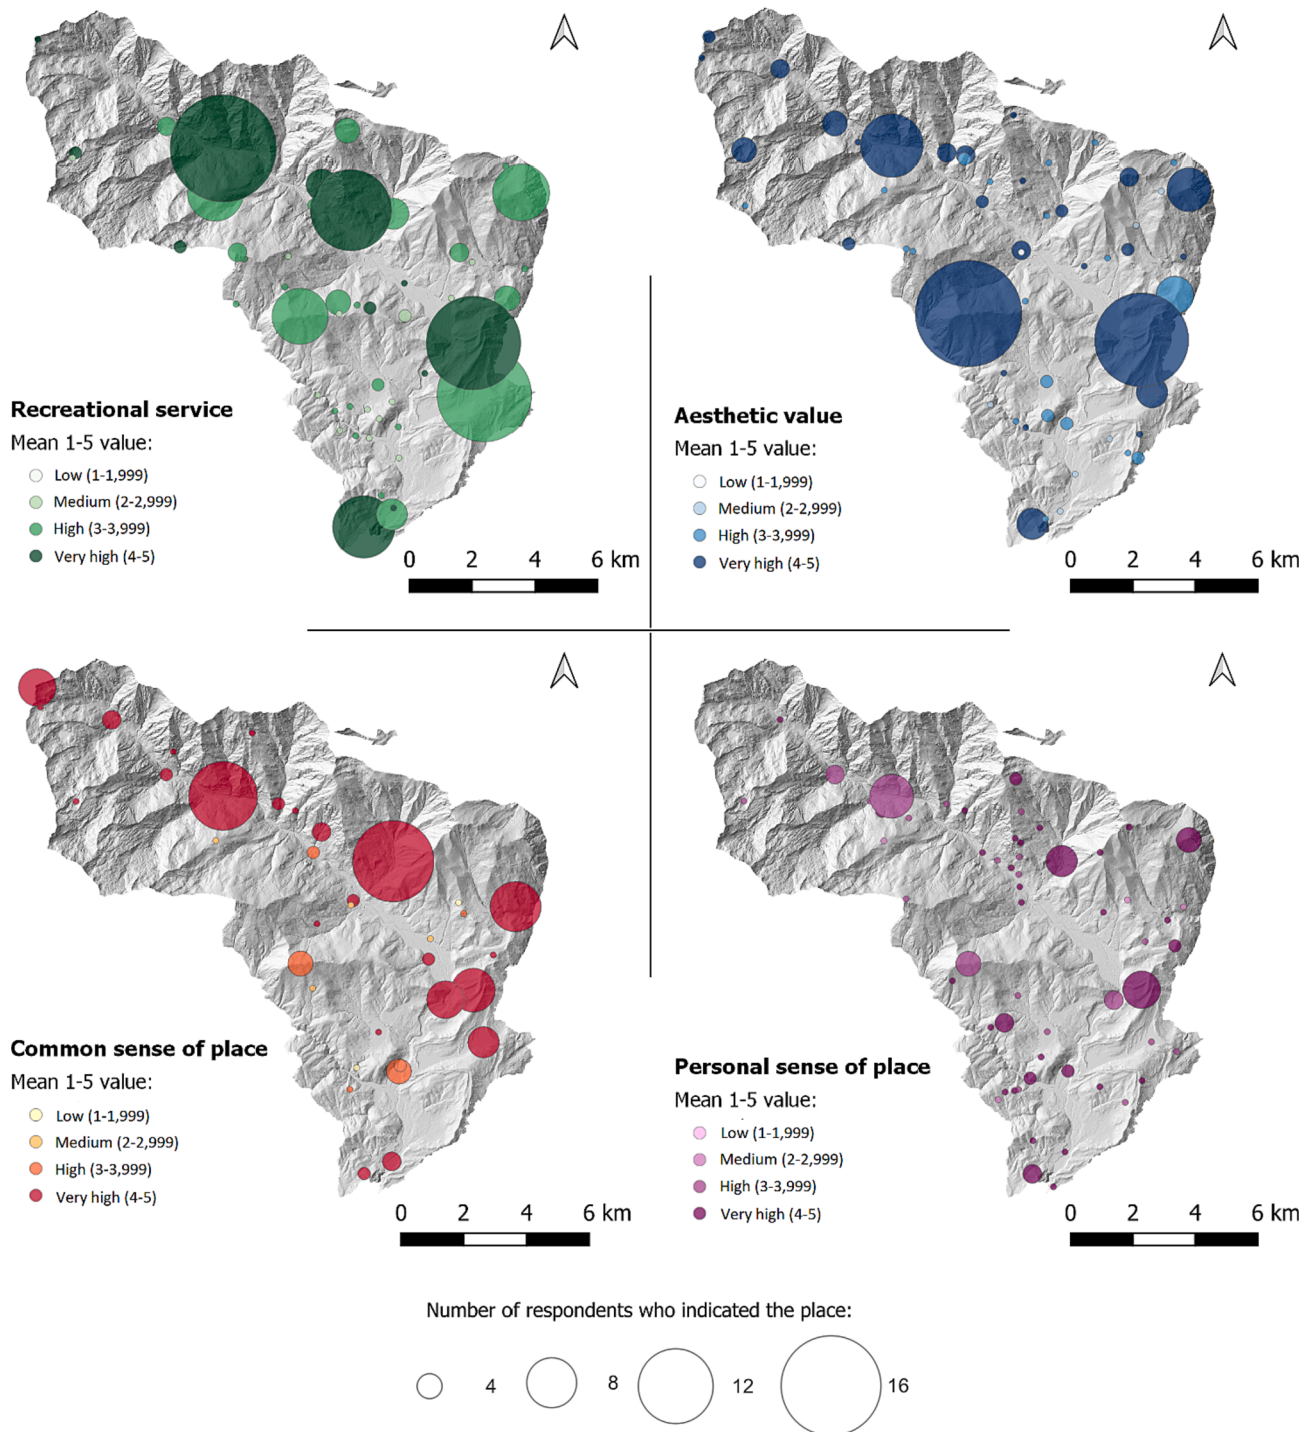 Recreational service
Mean 1-5 value:
Low (1-1,999)
Medium (2-2,999)
High (3-3,999)
Very high (4-5)
0 2 4 6 km
Aesthetic value
Mean 1-5 value:
Low (1-1,999)
Medium (2-2,999)
High (3-3,999)
Very high (4-5)
0 2 4 6 km
Common sense of place
Mean 1-5 value:
Low (1-1,999)
Medium (2-2,999)
High (3-3,999)
Very high (4-5)
0 2 4 6 km
Personal sense of place
Mean 1-5 value:
Low (1-1,999)
Medium (2-2,999)
High (3-3,999)
Very high (4-5)
0 2 4 6 km
Number of respondents who indicated the place:
4 8 12 16